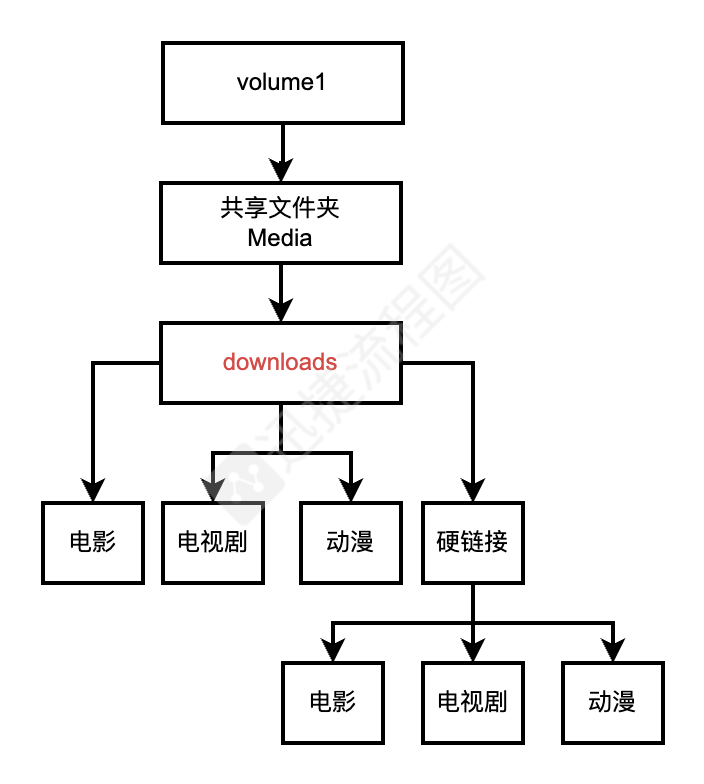 volume1
共享文件夹
Media
downloads
迅捷流程图
电影
电视剧
动漫
硬链接
电影
电视剧
动漫